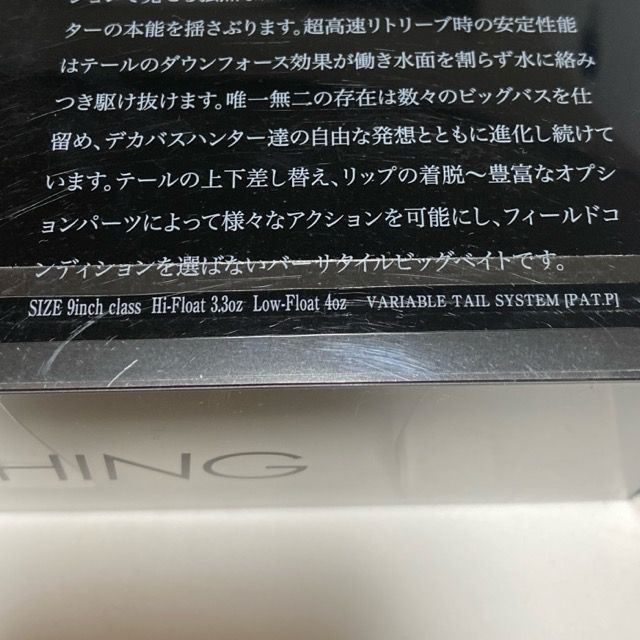 ターの本能を揺さぶります。超高速リトリーブ時の安定性能
はテールのダウンフォース効果が働き水面を割らず水に絡み
つき駆け抜けます。唯一無二の存在は数々のビッグバスを仕
留め、デカバスハンター達の自由な発想とともに進化し続けて
います。テールの上下差し替え、リップの着脱〜豊富なオプシ
ョンパーツによって様々なアクションを可能にし、フィールドコ
ンディションを選ばないバーサタイルビッグベイトです。
SIZE 9inch class Hi-Float 3.3oz Low-Float 4oz VARIABLE TAIL SYSTEM [PAT.P]
HING